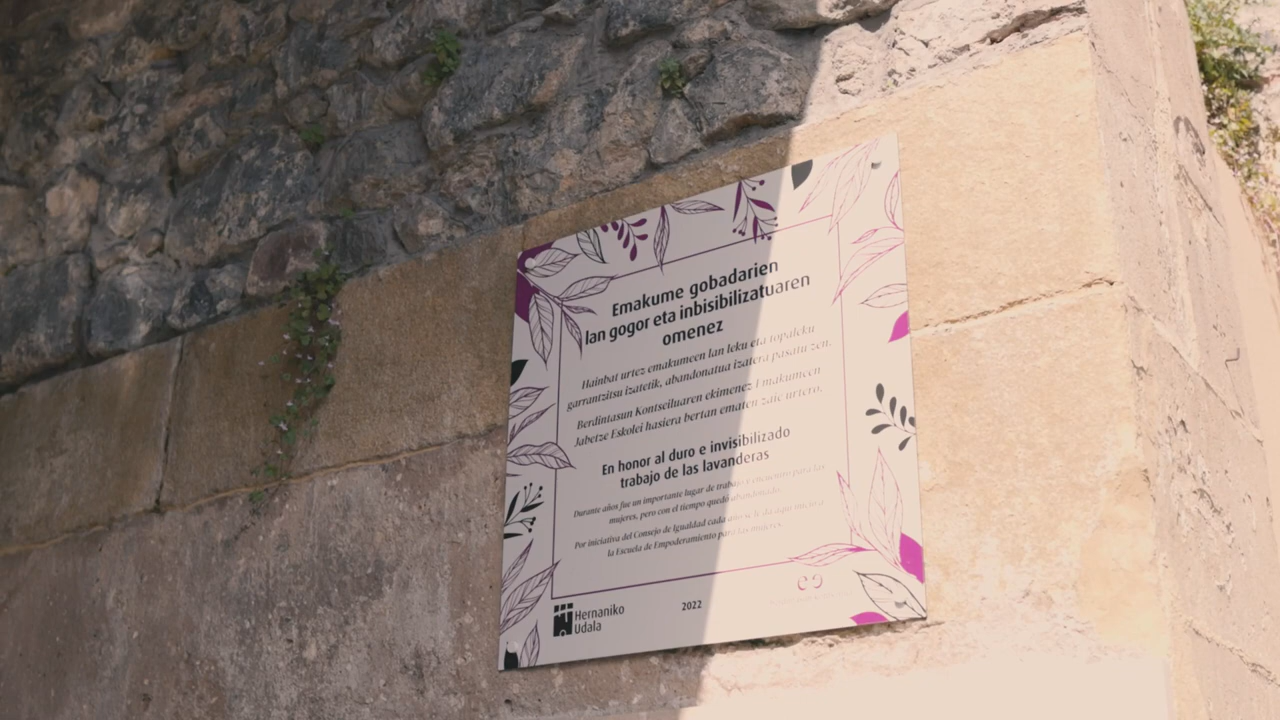 Emakume gobadarien
lan gogor eta inbisibilizatuaren
omenez
Hainbat urtez emakumeen lan leku eta topaleku
garrantzitsu izatetik, abandonatua izatera pasatu zen.
Berdintasun Kontseiluaren ekimenez Emakumeen
Jabetze Eskolei hasiera bertan ematen zaie urtero.
En honor al duro e invisibilizado
trabajo de las lavanderas
Durante años fue un importante lugar de trabajo y encuentro para las
mujeres, pero con el tiempo quedó abandonado.
Por iniciativa del Consejo de Igualdad cada año se le da aquí inicio a
la Escuela de Empoderamiento para las mujeres.
Hernaniko
Udala
2022